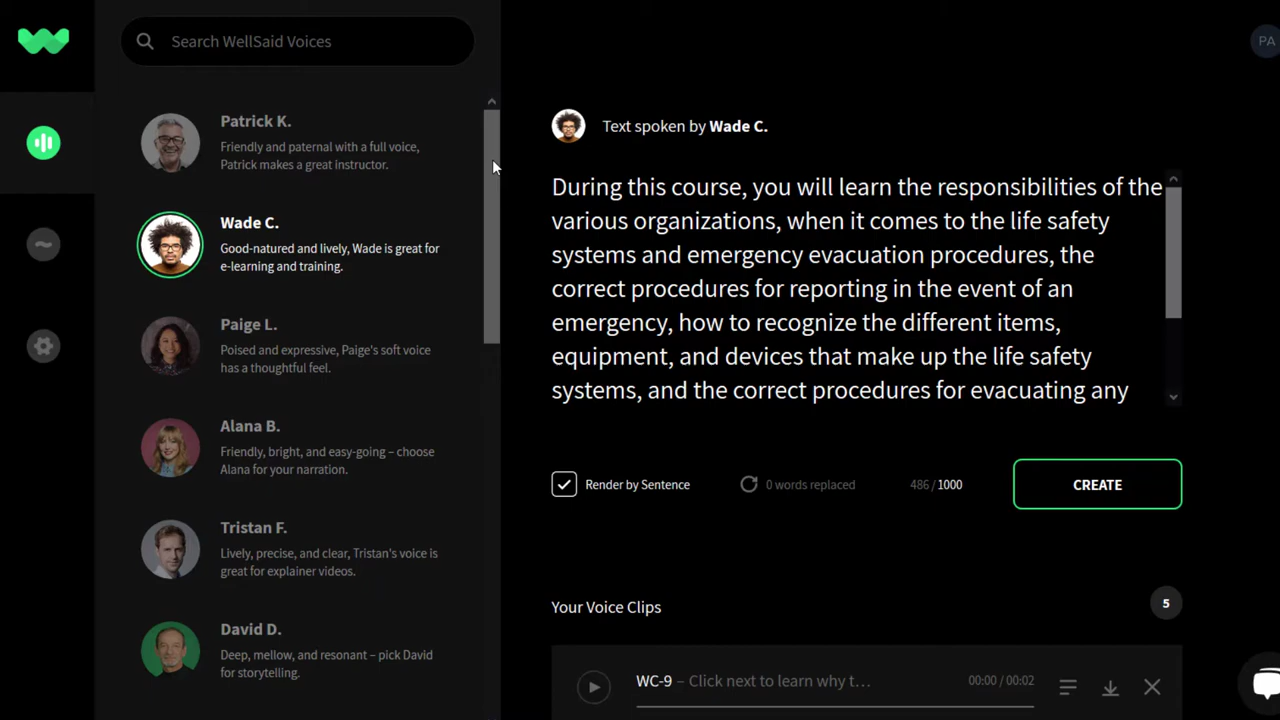 Search WellSaid Voices
PA
Patrick K.
Friendly and paternal with a full voice,
Patrick makes a great instructor.
Wade C.
Good-natured and lively, Wade is great for
e-learning and training.
Paige L.
Poised and expressive, Paige's soft voice
has a thoughtful feel.
Alana B.
Friendly, bright, and easy-going – choose
Alana for your narration.
Tristan F.
Lively, precise, and clear, Tristan's voice is
great for explainer videos.
David D.
Deep, mellow, and resonant – pick David
for storytelling.
Text spoken by Wade C.
During this course, you will learn the responsibilities of the
various organizations, when it comes to the life safety
systems and emergency evacuation procedures, the
correct procedures for reporting in the event of an
emergency, how to recognize the different items,
equipment, and devices that make up the life safety
systems, and the correct procedures for evacuating any
Render by Sentence
0 words replaced
486 / 1000
CREATE
Your Voice Clips
5
WC-9 – Click next to learn why t…
00:00 / 00:02